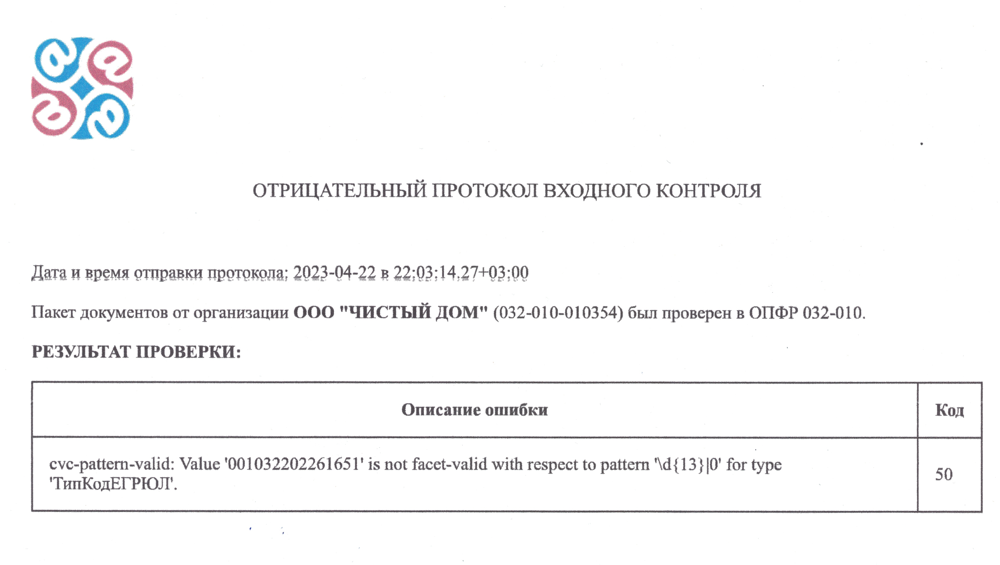 ОТРИЦАТЕЛЬНЫЙ ПРОТОКОЛ ВХОДНОГО КОНТРОЛЯ
Дата и время отправки протокола: 2023-04-22 в 22:03:14.27+03:00
Пакет документов от организации ООО "ЧИСТЫЙ ДОМ" (032-010-010354) был проверен в ОПФР 032-010.
РЕЗУЛЬТАТ ПРОВЕРКИ:
Описание ошибки
Код
cvc-pattern-valid: Value '001032202261651' is not facet-valid with respect to pattern '\d{13}|0' for type
'ТипКодЕГРЮЛ'.
50